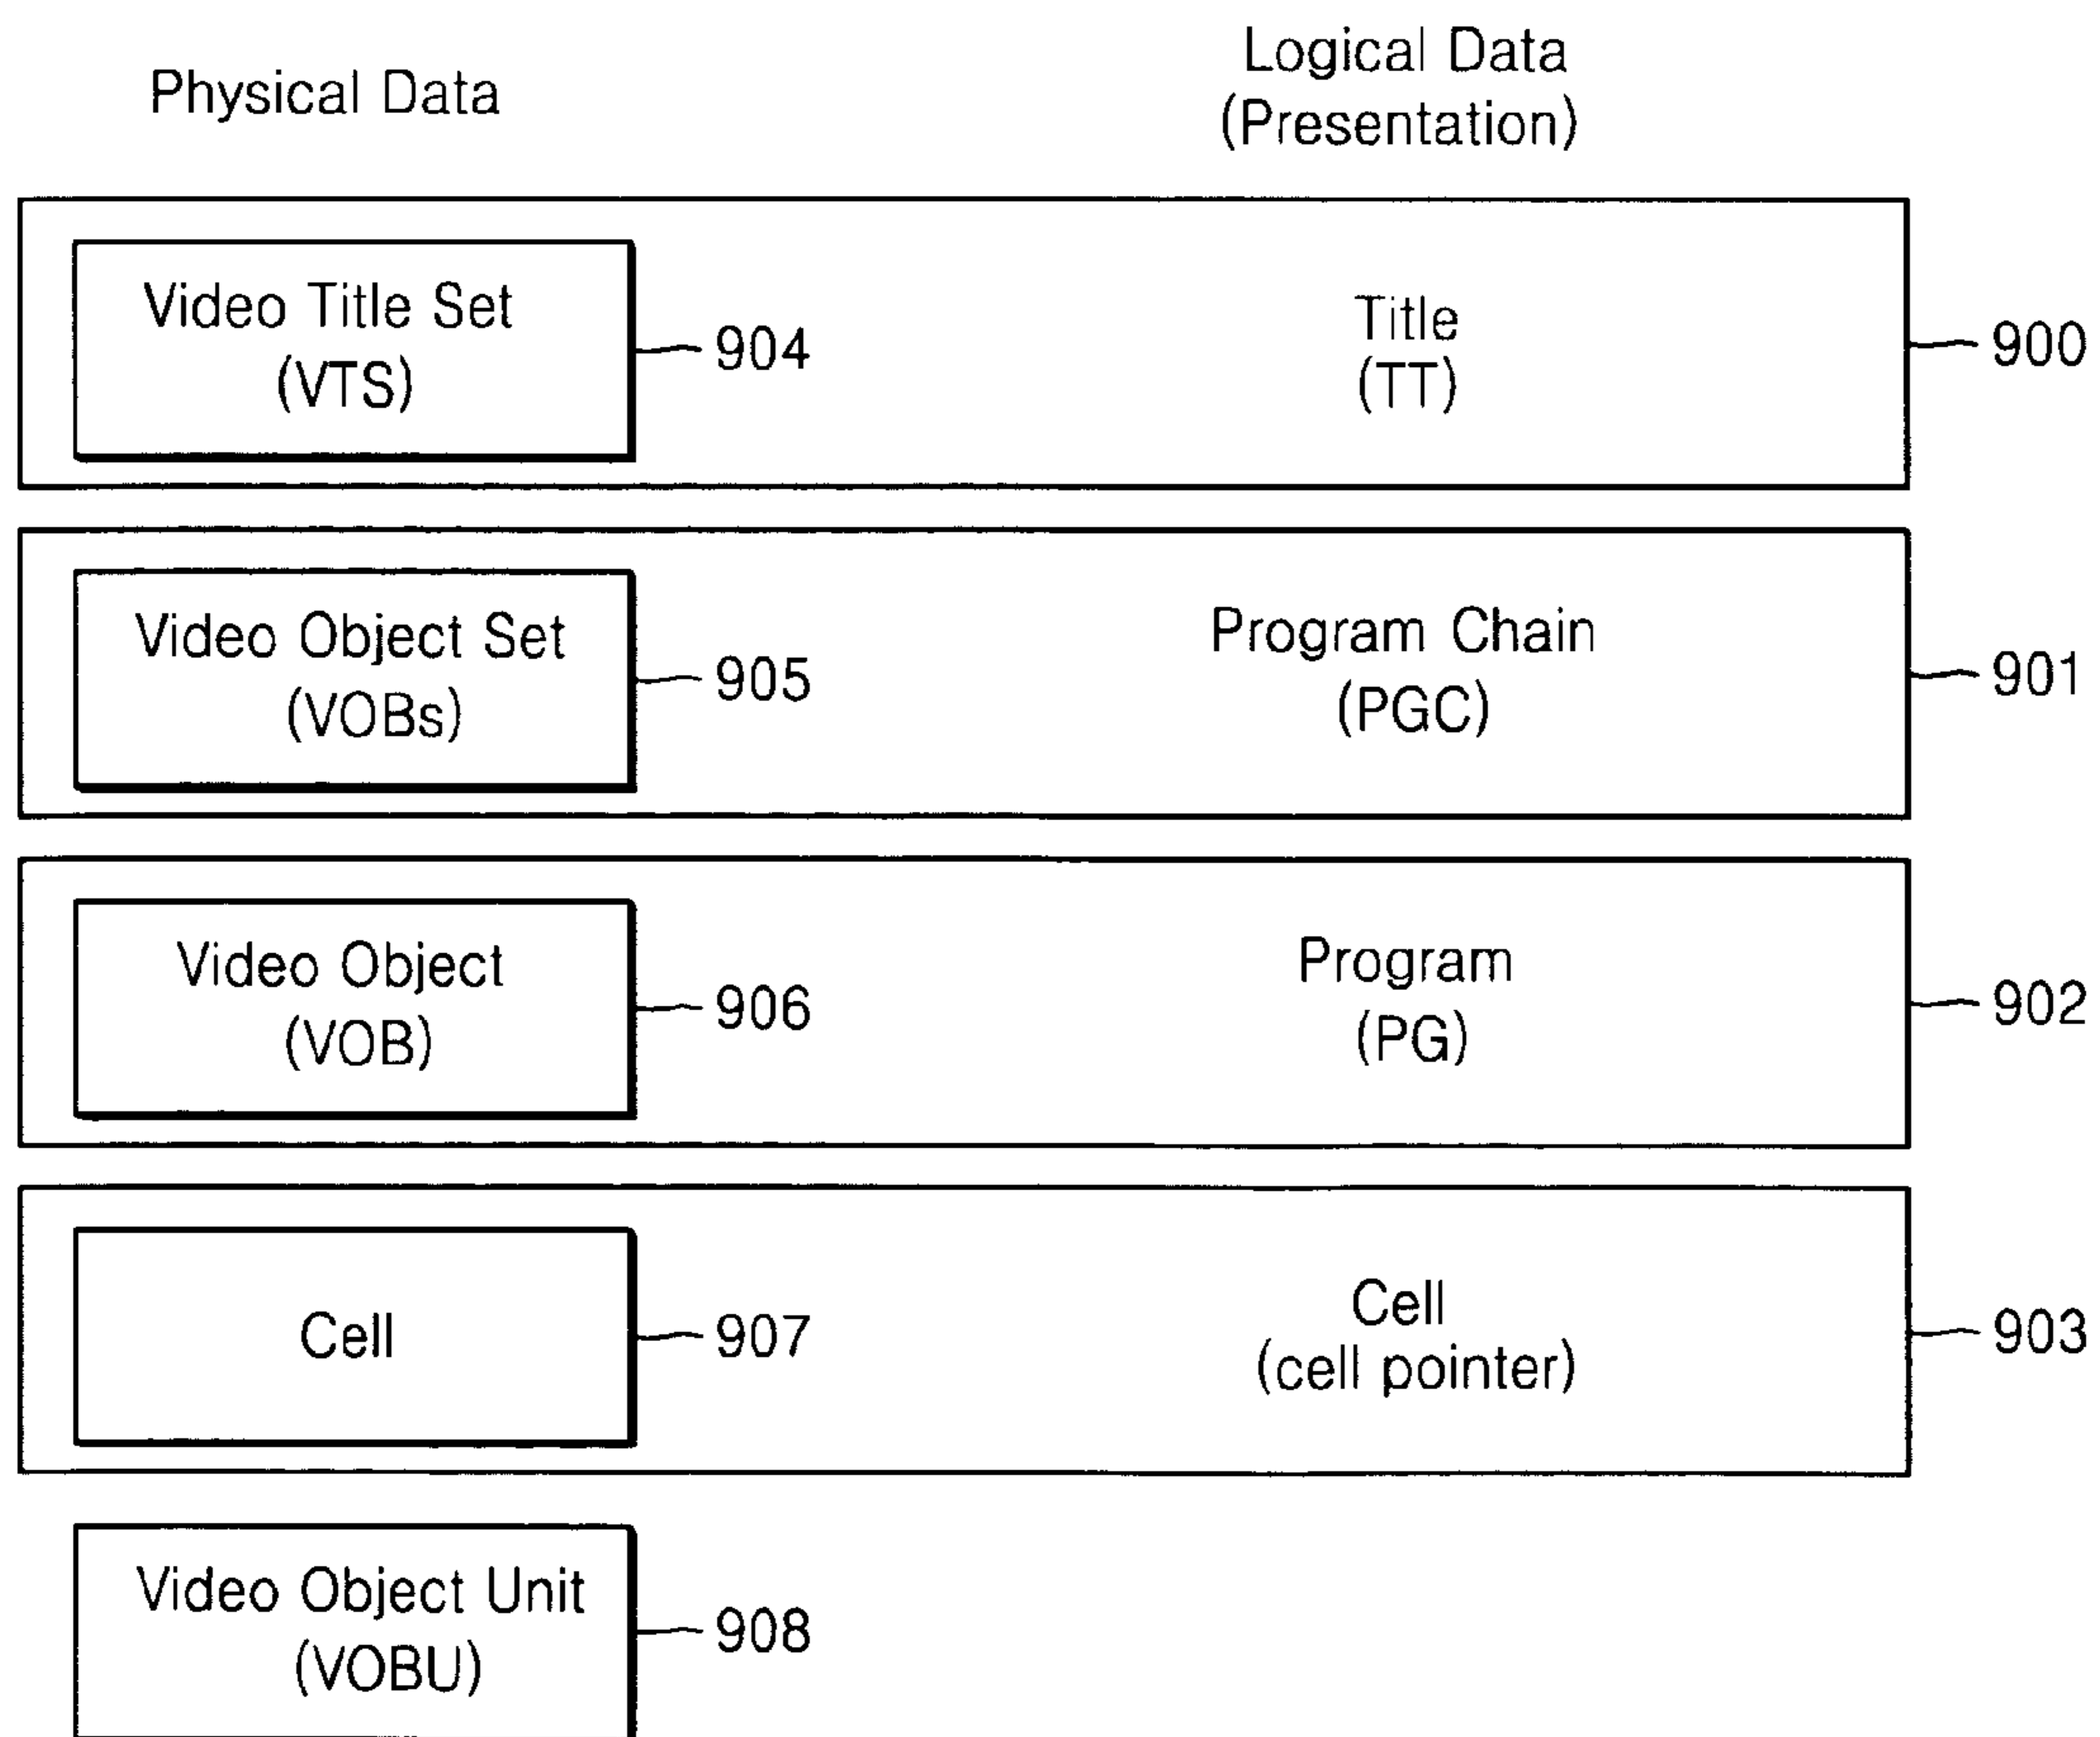 Physical Data
Logical Data
(Presentation)
Video Title Set
(VTS)
904
Title
(TT)
900
Video Object Set
(VOBs)
905
Program Chain
(PGC)
901
Video Object
(VOB)
906
Program
(PG)
902
Cell
907
Cell
(cell pointer)
903
Video Object Unit
(VOBU)
908